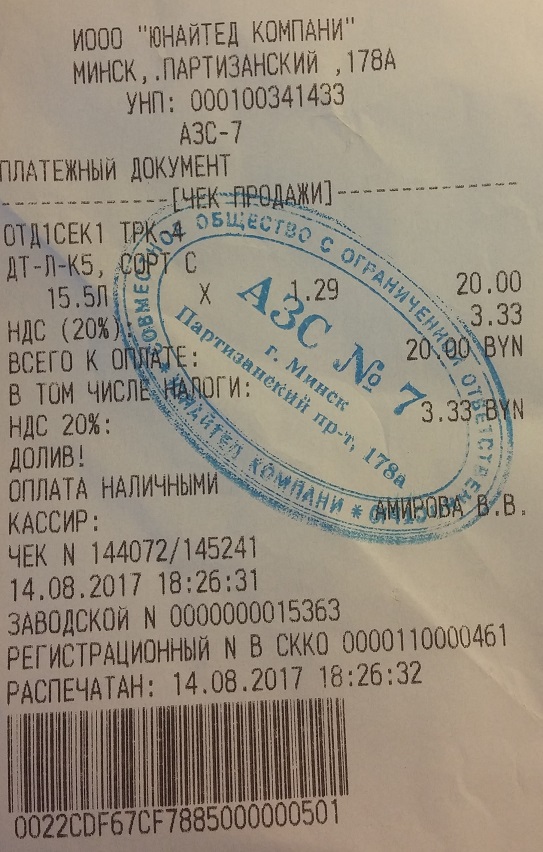 ИООО "ЮНАЙТЕД КОМПАНИ"
МИНСК,.ПАРТИЗАНСКИЙ ,178А
УНП: 000100341433
АЗС-7
ПЛАТЕЖНЫЙ ДОКУМЕНТ
------------[ЧЕК ПРОДАЖИ]-------------
ОТД1СЕК1 ТРК-4
ДТ-Л-К5, СОРТ С
15.5Л X 1.29 20.00
НДС (20%): 3.33
ВСЕГО К ОПЛАТЕ: 20.00 BYN
В ТОМ ЧИСЛЕ НАЛОГИ:
НДС 20%: 3.33 BYN
ДОЛИВ!
ОПЛАТА НАЛИЧНЫМИ
КАССИР: АМИРОВА В.В.
ЧЕК N 144072/145241
14.08.2017 18:26:31
ЗАВОДСКОЙ N 0000000015363
РЕГИСТРАЦИОННЫЙ N В СККО 0000110000461
РАСПЕЧАТАН: 14.08.2017 18:26:32
0022CDF67CF7885000000501
ОБЩЕСТВО С ОГРАНИЧЕННОЙ ОТВЕТСТВЕН
КОМПАНИ *
АЗС № 7
г. Минск
Партизанский пр-т, 178а